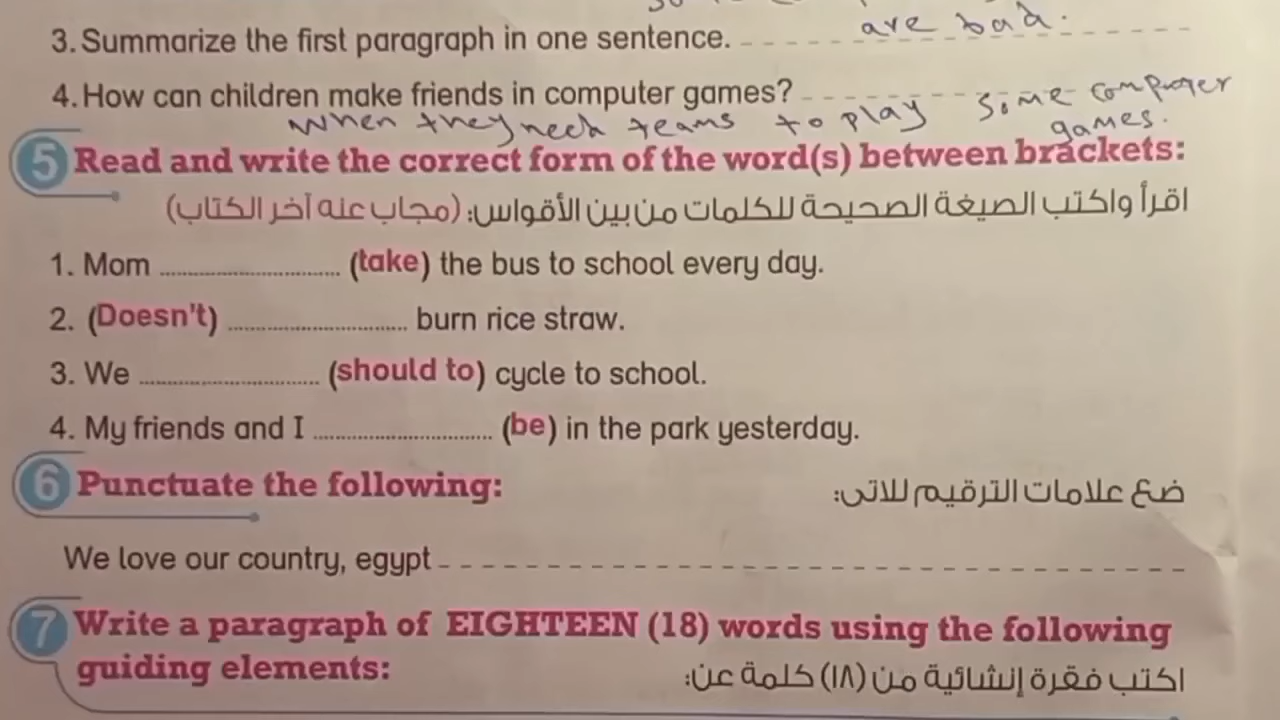 are bad.
3. Summarize the first paragraph in one sentence.
4. How can children make friends in computer games?
When they need teams to play some computer
games.
5 Read and write the correct form of the word(s) between brackets:
اقرأ واكتب الصيغة الصحيحة للكلمات من بين الأقواس: (مجاب عنه آخر الكتاب)
1. Mom ............................ (take) the bus to school every day.
2. (Doesn't) ............................ burn rice straw.
3. We ............................ (should to) cycle to school.
4. My friends and I ............................ (be) in the park yesterday.
6 Punctuate the following:
ضع علامات الترقيم للاتى:
We love our country, egypt
7 Write a paragraph of EIGHTEEN (18) words using the following
guiding elements:
اكتب فقرة إنشائية من (١٨) كلمة عن: